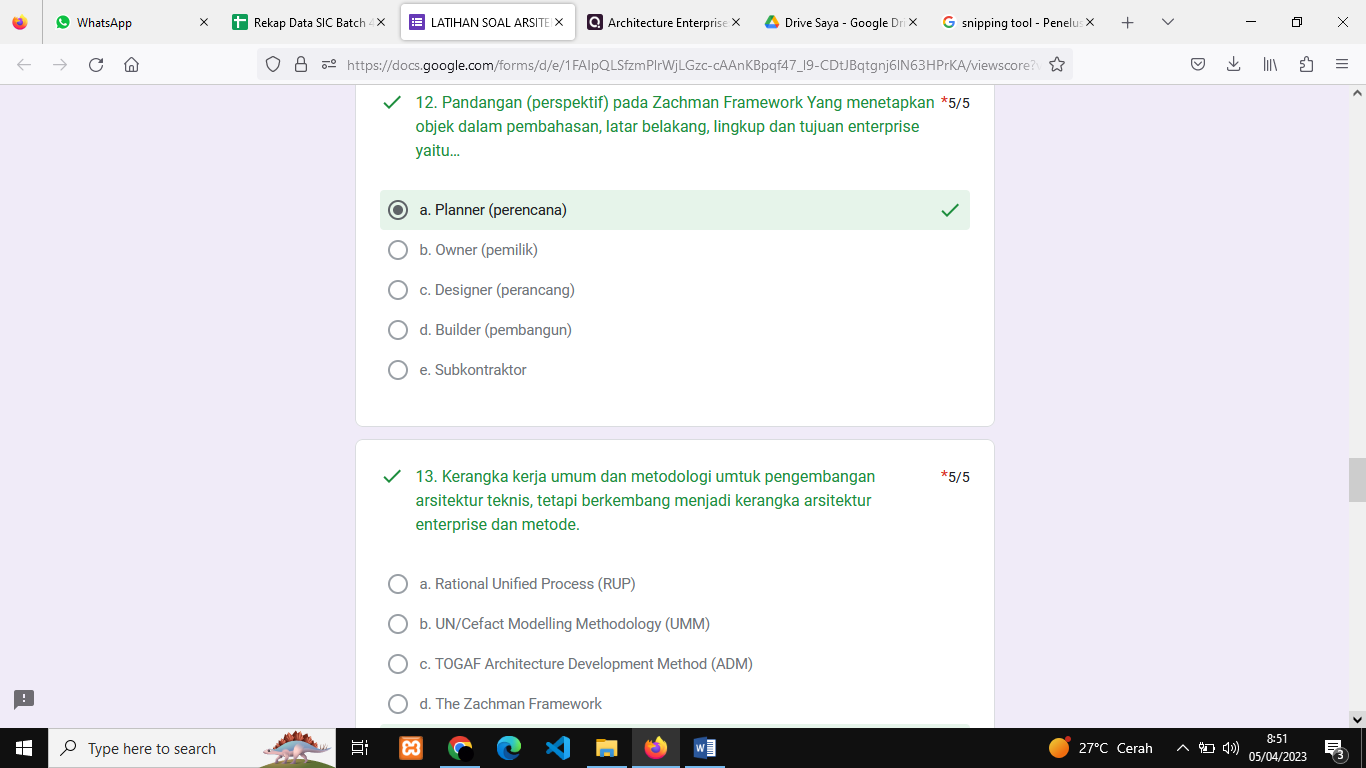 WhatsApp
Rekap Data SIC Batch 4
LATIHAN SOAL ARSITE
Architecture Enterprise
Drive Saya - Google Dri
snipping tool - Penelus
https://docs.google.com/forms/d/e/1FAIpQLSfzmPlrWjLGzc-cAAnKBpqf47_I9-CDtJBqtgnj6lN63HPrKA/viewscore?v
12. Pandangan (perspektif) pada Zachman Framework Yang menetapkan *5/5
objek dalam pembahasan, latar belakang, lingkup dan tujuan enterprise
yaitu...
a. Planner (perencana)
b. Owner (pemilik)
c. Designer (perancang)
d. Builder (pembangun)
e. Subkontraktor
13. Kerangka kerja umum dan metodologi umtuk pengembangan *5/5
arsitektur teknis, tetapi berkembang menjadi kerangka arsitektur
enterprise dan metode.
a. Rational Unified Process (RUP)
b. UN/Cefact Modelling Methodology (UMM)
c. TOGAF Architecture Development Method (ADM)
d. The Zachman Framework
Type here to search
27°C Cerah
8:51
05/04/2023
3